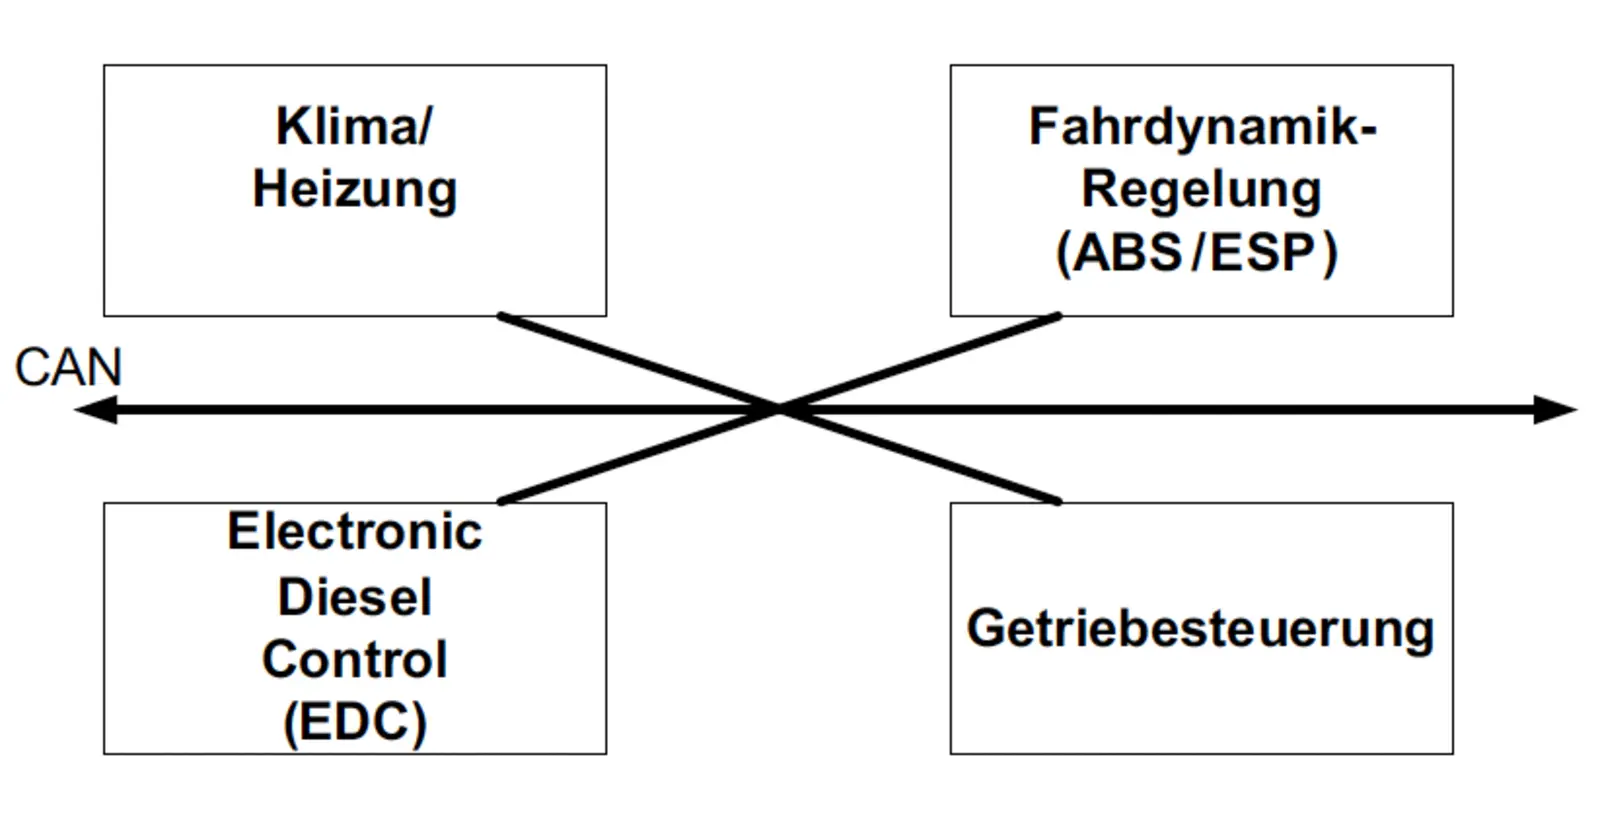 Klima/
Heizung
Fahrdynamik-
Regelung
(ABS/ESP)
CAN
Electronic
Diesel
Control
(EDC)
Getriebesteuerung